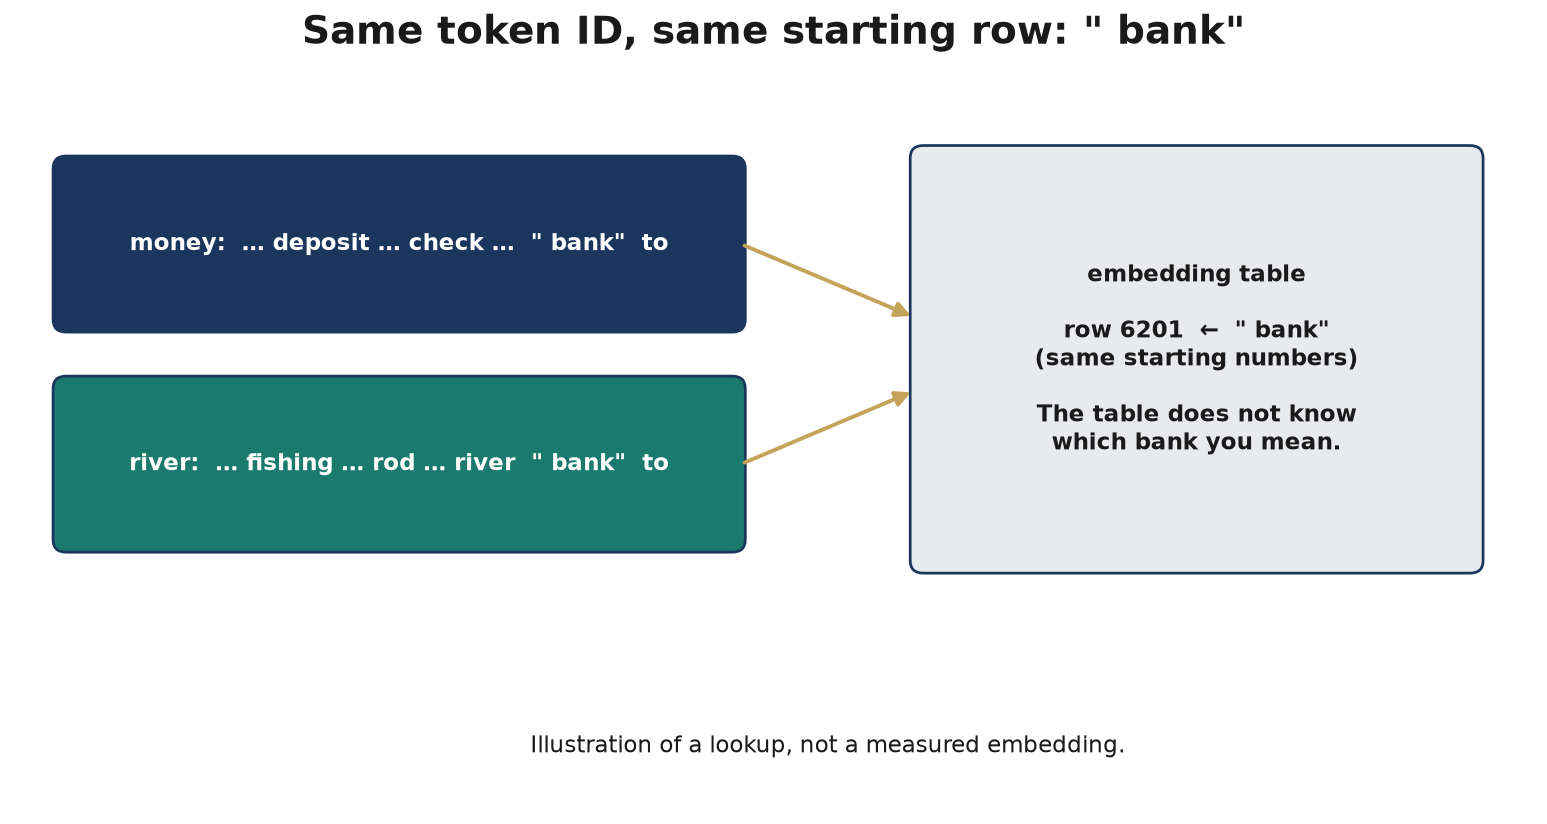 Same token ID, same starting row: " bank"
money:  … deposit … check …  " bank"  to
river:  … fishing … rod … river  " bank"  to
embedding table
row 6201  ←  " bank"
(same starting numbers)
The table does not know
which bank you mean.
Illustration of a lookup, not a measured embedding.